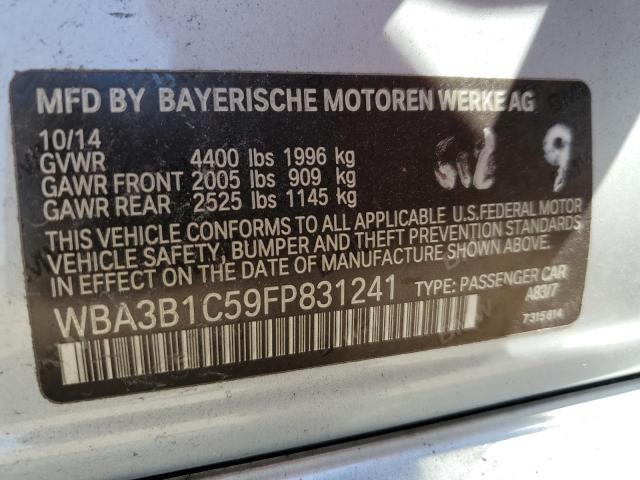 MFD BY BAYERISCHE MOTOREN WERKE AG
10/14
GVWR 4400 lbs 1996 kg
GAWR FRONT 2005 lbs 909 kg
GAWR REAR 2525 lbs 1145 kg
THIS VEHICLE CONFORMS TO ALL APPLICABLE U.S.FEDERAL MOTOR
VEHICLE SAFETY, BUMPER AND THEFT PREVENTION STANDARDS
IN EFFECT ON THE DATE OF MANUFACTURE SHOWN ABOVE.
WBA3B1C59FP831241 TYPE: PASSENGER CAR
A83/7
7315614